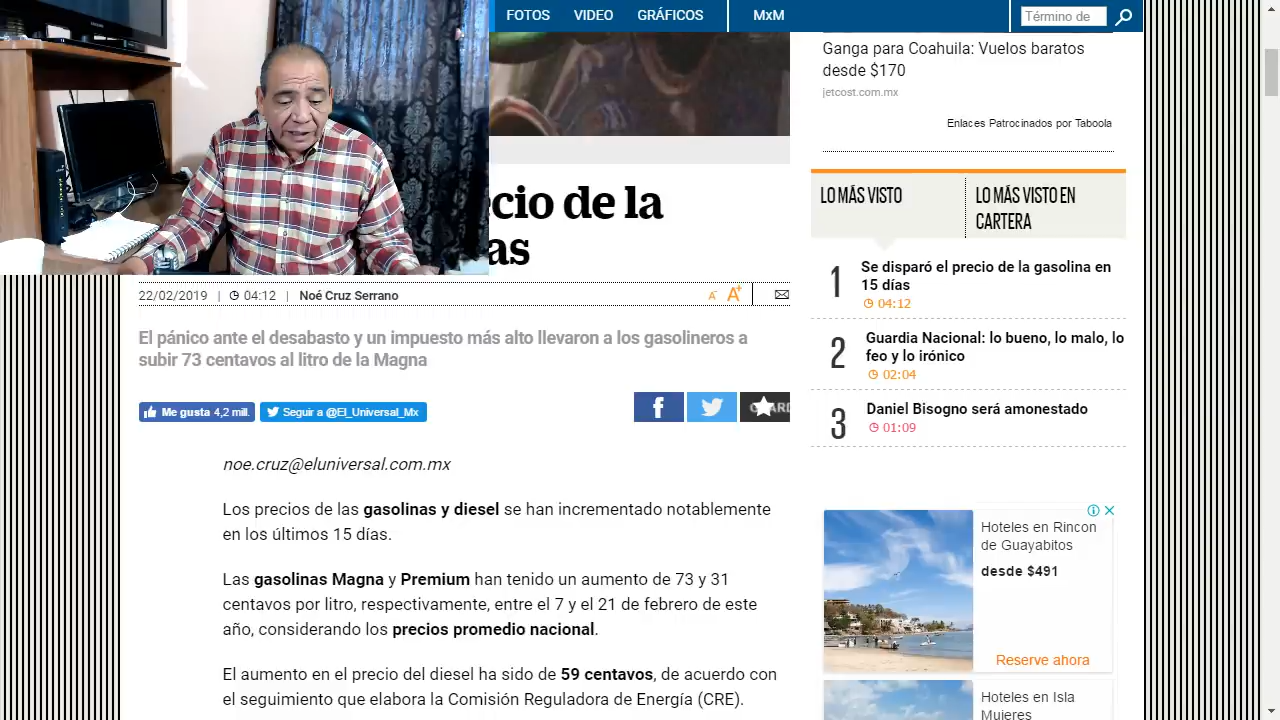 FOTOS VIDEO GRÁFICOS MxM
Término de
Ganga para Coahuila: Vuelos baratos
desde $170
jetcost.com.mx
Enlaces Patrocinados por Taboola
cio de la
as
22/02/2019 | 04:12 | Noé Cruz Serrano
A- A+
El pánico ante el desabasto y un impuesto más alto llevaron a los gasolineros a
subir 73 centavos al litro de la Magna
Me gusta 4,2 mill.
Seguir a @El_Universal_Mx
noe.cruz@eluniversal.com.mx
Los precios de las gasolinas y diesel se han incrementado notablemente
en los últimos 15 días.
Las gasolinas Magna y Premium han tenido un aumento de 73 y 31
centavos por litro, respectivamente, entre el 7 y el 21 de febrero de este
año, considerando los precios promedio nacional.
El aumento en el precio del diesel ha sido de 59 centavos, de acuerdo con
el seguimiento que elabora la Comisión Reguladora de Energía (CRE).
LO MÁS VISTO
LO MÁS VISTO EN
CARTERA
1
Se disparó el precio de la gasolina en
15 días
04:12
2
Guardia Nacional: lo bueno, lo malo, lo
feo y lo irónico
02:04
3
Daniel Bisogno será amonestado
01:09
Hoteles en Rincon
de Guayabitos
desde $491
Reserve ahora
Hoteles en Isla
Mujeres